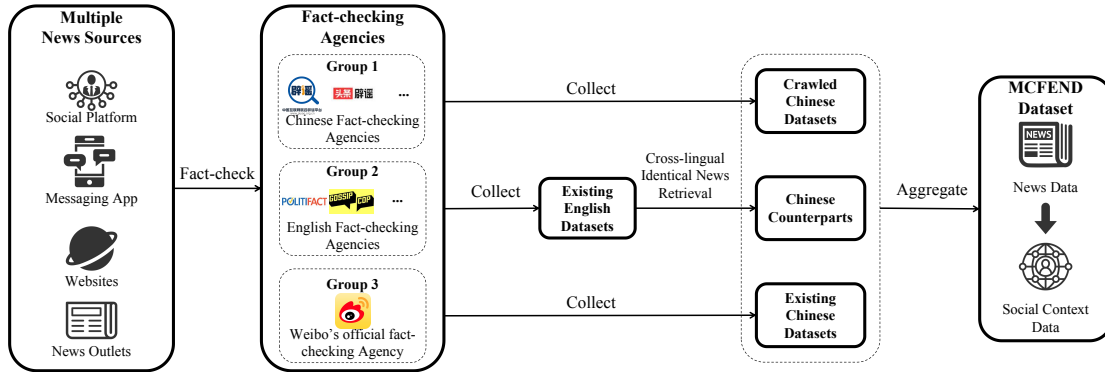 Multiple
News Sources
Social Platform
Messaging App
Websites
News Outlets
Fact-check
Fact-checking
Agencies
Group 1
辟谣
头条 辟谣
...
Chinese Fact-checking
Agencies
Group 2
POLITIFACT
GOSSIP
COP
...
English Fact-checking
Agencies
Group 3
Weibo's official fact-
checking Agency
Collect
Collect
Collect
Existing
English
Datasets
Cross-lingual
Identical News
Retrieval
Crawled
Chinese
Datasets
Chinese
Counterparts
Existing
Chinese
Datasets
Aggregate
MCFEND
Dataset
NEWS
News Data
Social Context
Data